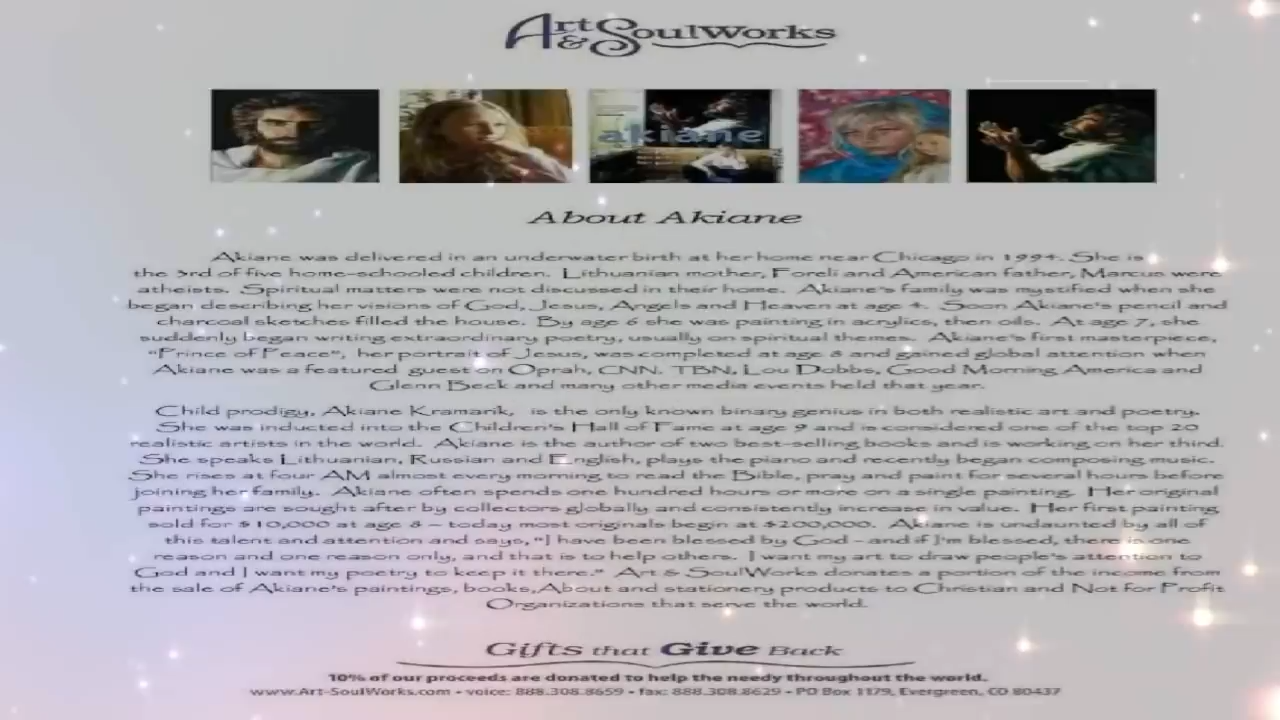 Art & SoulWorks
akiane
About Akiane
Akiane was delivered in an underwater birth at her home near Chicago in 1994. She is
the 3rd of five home-schooled children. Lithuanian mother, Foreli and American father, Marcus were
atheists. Spiritual matters were not discussed in their home. Akiane's family was mystified when she
began describing her visions of God, Jesus, Angels and Heaven at age 4. Soon Akiane's pencil and
charcoal sketches filled the house. By age 6 she was painting in acrylics, then oils. At age 7, she
suddenly began writing extraordinary poetry, usually on spiritual themes. Akiane's first masterpiece,
"Prince of Peace", her portrait of Jesus, was completed at age 8 and gained global attention when
Akiane was a featured guest on Oprah, CNN. TBN, Lou Dobbs, Good Morning America and
Glenn Beck and many other media events held that year.
Child prodigy, Akiane Kramarik, is the only known binary genius in both realistic art and poetry.
She was inducted into the Children's Hall of Fame at age 9 and is considered one of the top 20
realistic artists in the world. Akiane is the author of two best-selling books and is working on her third.
She speaks Lithuanian, Russian and English, plays the piano and recently began composing music.
She rises at four AM almost every morning to read the Bible, pray and paint for several hours before
joining her family. Akiane often spends one hundred hours or more on a single painting. Her original
paintings are sought after by collectors globally and consistently increase in value. Her first painting
sold for $10,000 at age 8 – today most originals begin at $200,000. Akiane is undaunted by all of
this talent and attention and says, "I have been blessed by God – and if I'm blessed, there is one
reason and one reason only, and that is to help others. I want my art to draw people's attention to
God and I want my poetry to keep it there." Art & SoulWorks donates a portion of the income from
the sale of Akiane's paintings, books, About and stationery products to Christian and Not for Profit
Organizations that serve the world.
Gifts that Give Back
10% of our proceeds are donated to help the needy throughout the world.
www.Art-SoulWorks.com • voice: 888.308.8659 • fax: 888.308.8629 • PO Box 1179, Evergreen, CO 80437